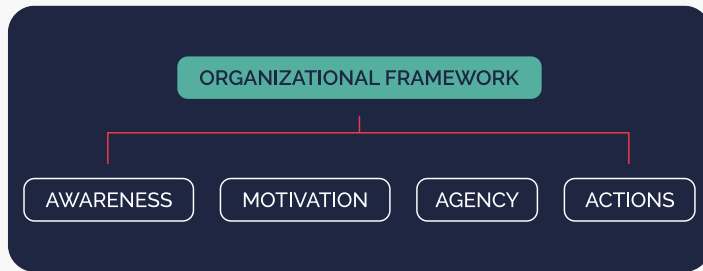 ORGANIZATIONAL FRAMEWORK
AWARENESS
MOTIVATION
AGENCY
ACTIONS